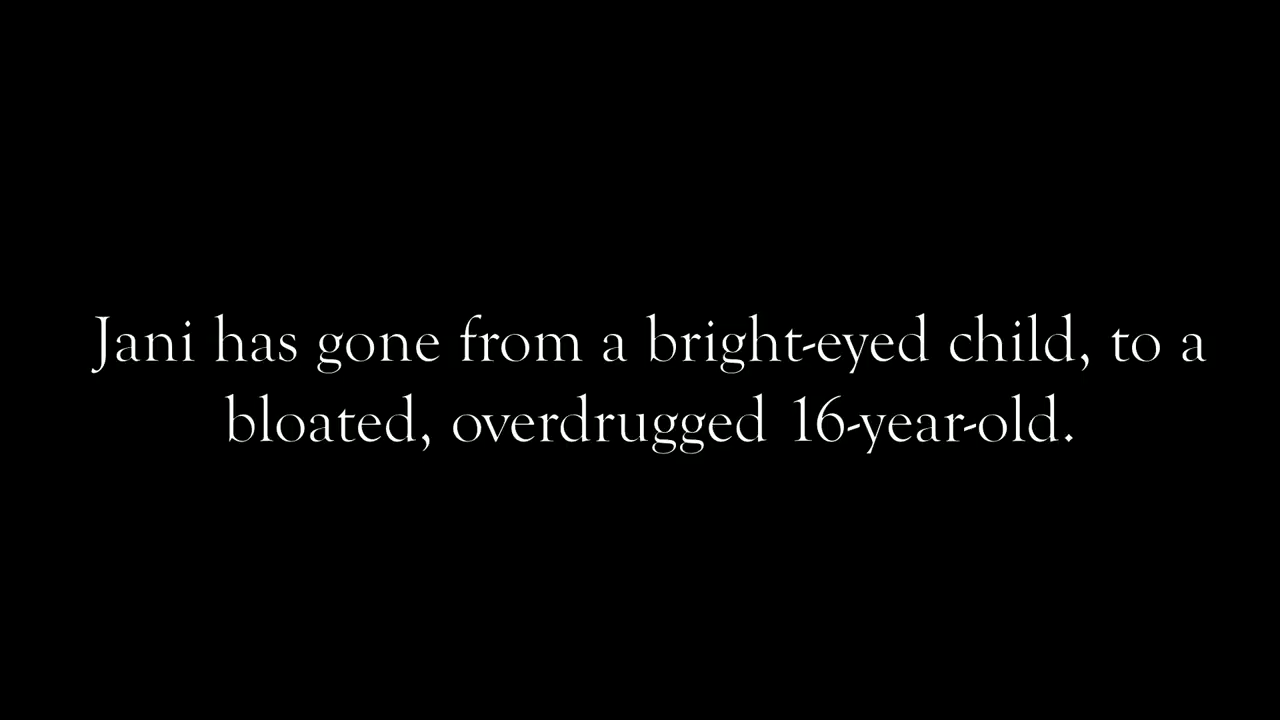 Jani has gone from a bright-eyed child, to a
bloated, overdrugged 16-year-old.